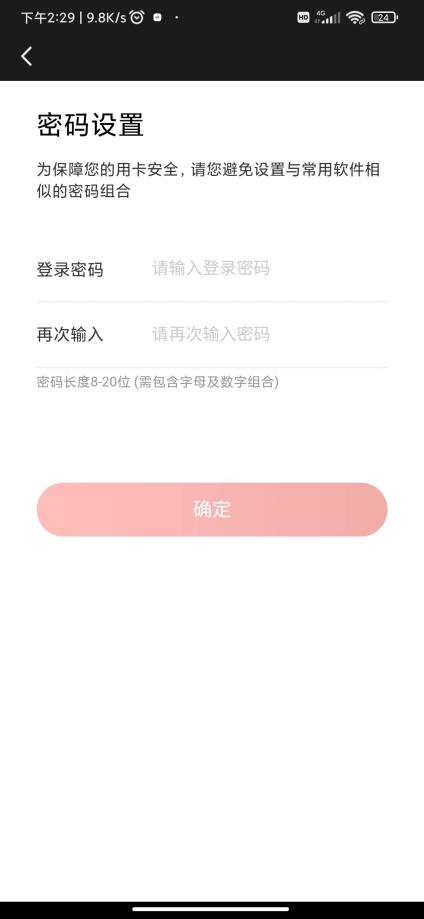 下午2:29 | 9.8K/s
HD 4G 24
密码设置
为保障您的用卡安全，请您避免设置与常用软件相
似的密码组合
登录密码 请输入登录密码
再次输入 请再次输入密码
密码长度8-20位 (需包含字母及数字组合)
确定